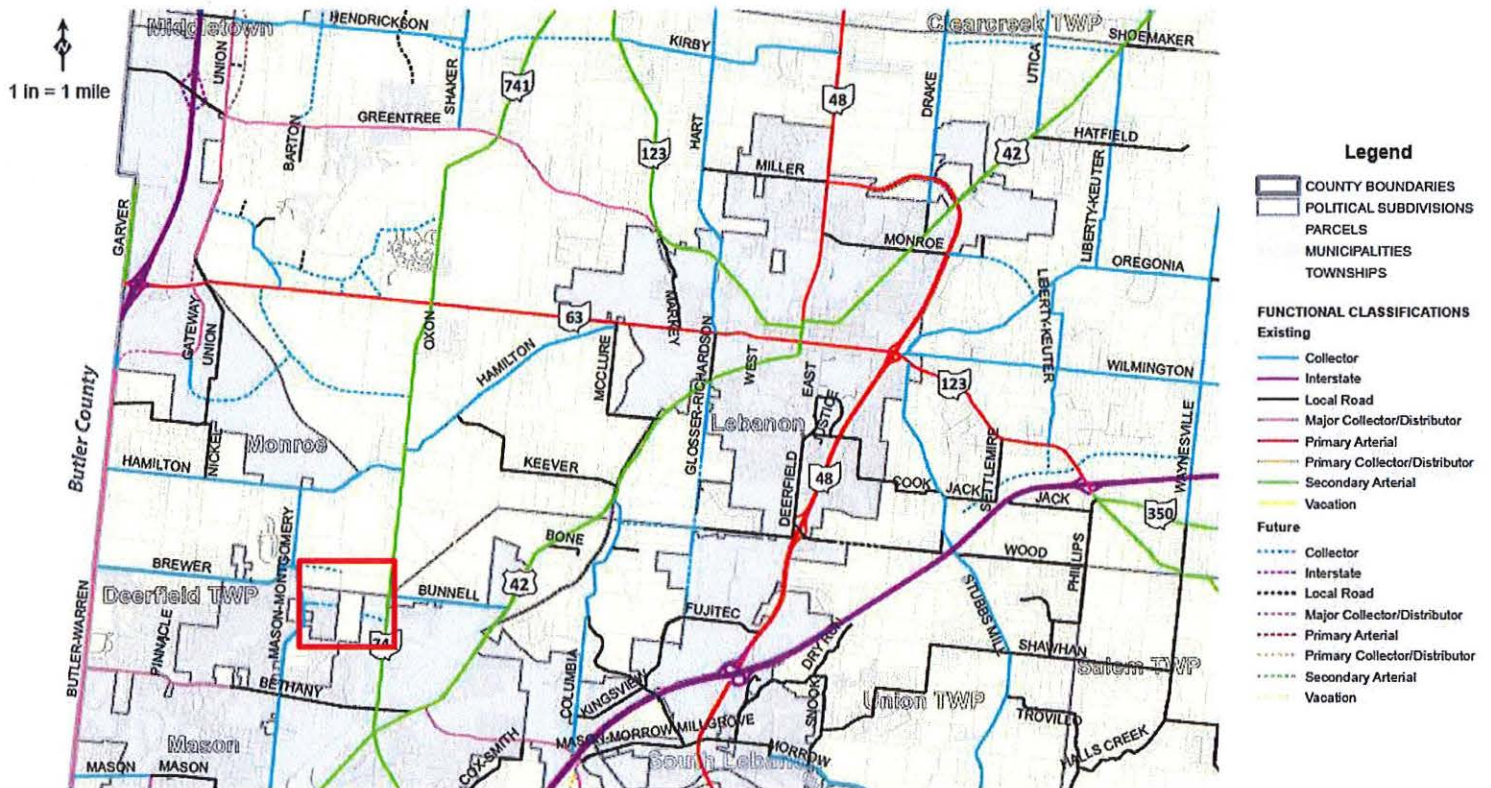 N
1 in = 1 mile
Middletown
HENDRICKSON
Clearcreek TWP
SHOEMAKER
UNION
KIRBY
UTICA
SHAKER
741
48
DRAKE
GREENTREE
HART
HATFIELD
BARTON
123
42
MILLER
LIBERTY-KEUTER
GARVER
MONROE
OREGONIA
63
MARKEY
LIBERTY-KEUTER
GATEWAY
UNION
OXON
HAMILTON
MCCLURE
GLOSSER-RICHARDSON
WEST
EAST
WILMINGTON
123
Butler County
Lebanon
JUSTICE
WAYNESVILLE
Monroe
NICKEL
HAMILTON
KEEVER
DEERFIELD
48
COOK
JACK
SETTLEMIRE
JACK
350
MASON-MONTGOMERY
BONE
WOOD
PHILLIPS
BREWER
Deerfield TWP
BUNNELL
42
STUBBS MILL
FUJITEC
BUTLER-WARREN
PINNACLE
DRY RUN
SHAWHAN
Salem TWP
BETHANY
COLUMBIA
KINGSVIEW
SNOOK
Union TWP
TROVILLO
Mason
MASON
MASON
COX-SMITH
MASON-MORROW MILLGROVE
South Lebanon
MORROW
HALLS CREEK
Legend
COUNTY BOUNDARIES
POLITICAL SUBDIVISIONS
PARCELS
MUNICIPALITIES
TOWNSHIPS
FUNCTIONAL CLASSIFICATIONS
Existing
Collector
Interstate
Local Road
Major Collector/Distributor
Primary Arterial
Primary Collector/Distributor
Secondary Arterial
Vacation
Future
Collector
Interstate
Local Road
Major Collector/Distributor
Primary Arterial
Primary Collector/Distributor
Secondary Arterial
Vacation